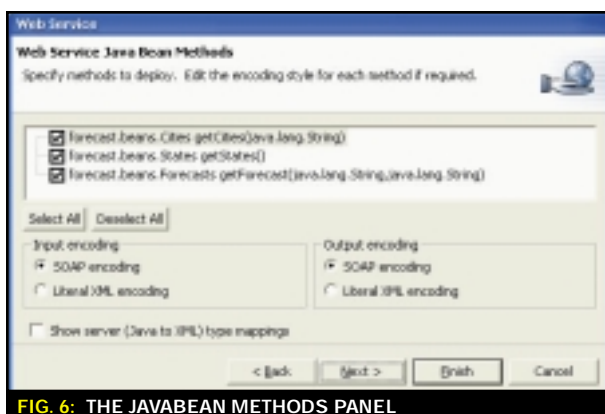 Web Service
Web Service Java Bean Methods
Specify methods to deploy. Edit the encoding style for each method if required.
forecast.beans.Cities getCities(java.lang.String)
forecast.beans.States getStates()
forecast.beans.Forecasts getForecast(java.lang.String,java.lang.String)
Select All Deselect All
Input encoding Output encoding
SOAP encoding SOAP encoding
Literal XML encoding Literal XML encoding
Show server (Java to XML) type mappings
< Back Next > Finish Cancel
FIG. 6: THE JAVABEAN METHODS PANEL